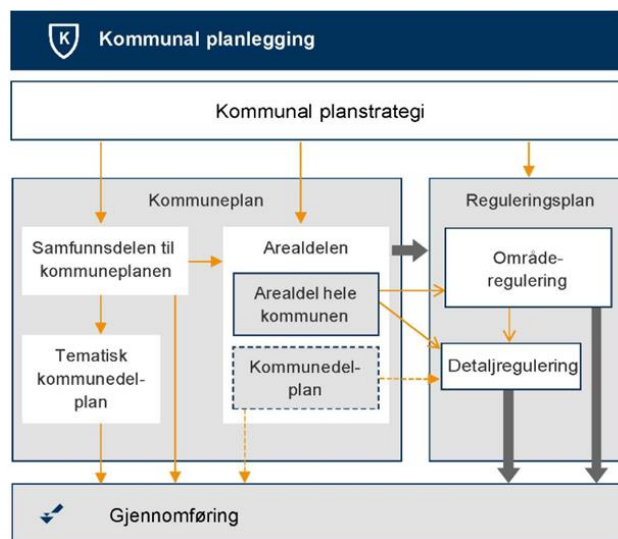 K
Kommunal planlegging
Kommunal planstrategi
Kommuneplan
Samfunnsdelen til
kommuneplanen
Tematisk
kommunedel-
plan
Arealdelen
Arealdel hele
kommunen
Kommunedel-
plan
Reguleringsplan
Område-
regulering
Detaljregulering
Gjennomføring